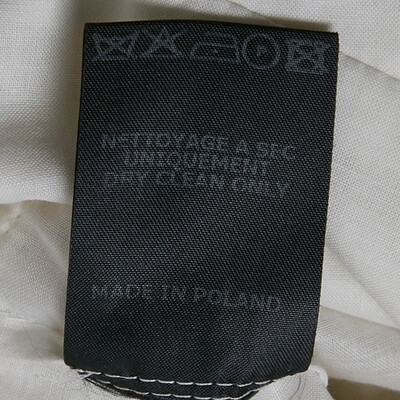 NETTOYAGE A SEC
UNIQUEMENT
DRY CLEAN ONLY
MADE IN POLAND